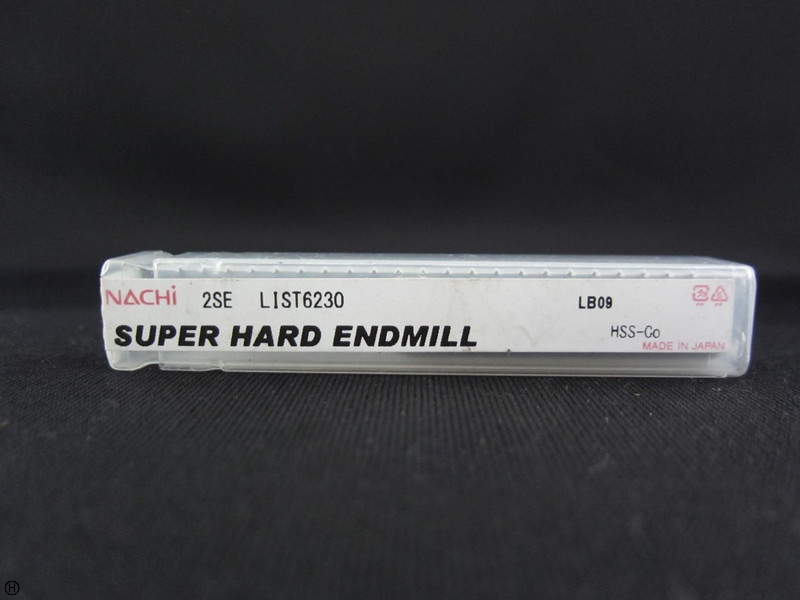 NACHi 2SE LIST6230 LB09
SUPER HARD ENDMILL HSS-Co
MADE IN JAPAN
H